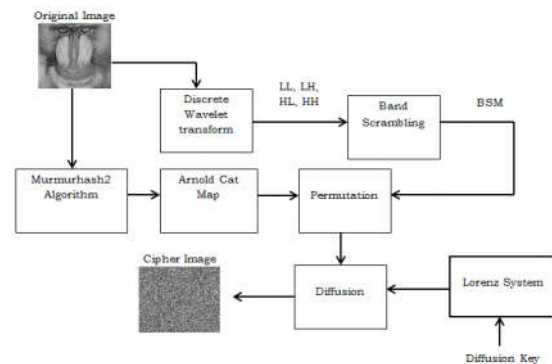 Original Image
Discrete
Wavelet
transform
LL, LH,
HL, HH
Band
Scrambling
BSM
Murmurhash2
Algorithm
Arnold Cat
Map
Permutation
Cipher Image
Diffusion
Lorenz System
Diffusion Key